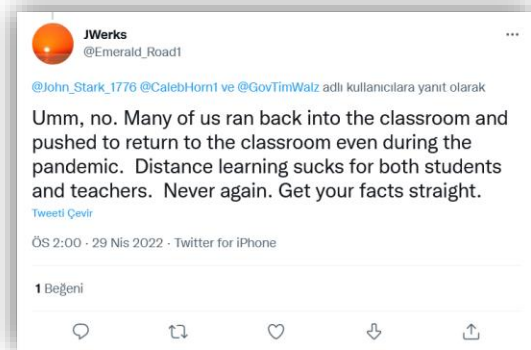 JWerks
@Emerald_Road1
@John_Stark_1776 @CalebHorn1 ve @GovTimWalz adlı kullanıcılara yanıt olarak
Umm, no. Many of us ran back into the classroom and
pushed to return to the classroom even during the
pandemic. Distance learning sucks for both students
and teachers. Never again. Get your facts straight.
Tweeti Çevir
ÖS 2:00 · 29 Nis 2022 · Twitter for iPhone
1 Beğeni